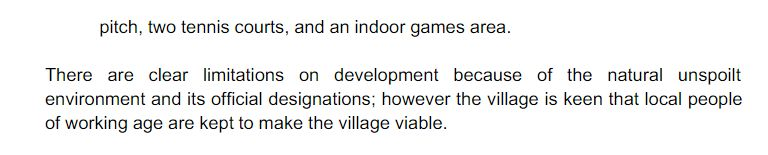 pitch, two tennis courts, and an indoor games area.
There are clear limitations on development because of the natural unspoilt
environment and its official designations; however the village is keen that local people
of working age are kept to make the village viable.